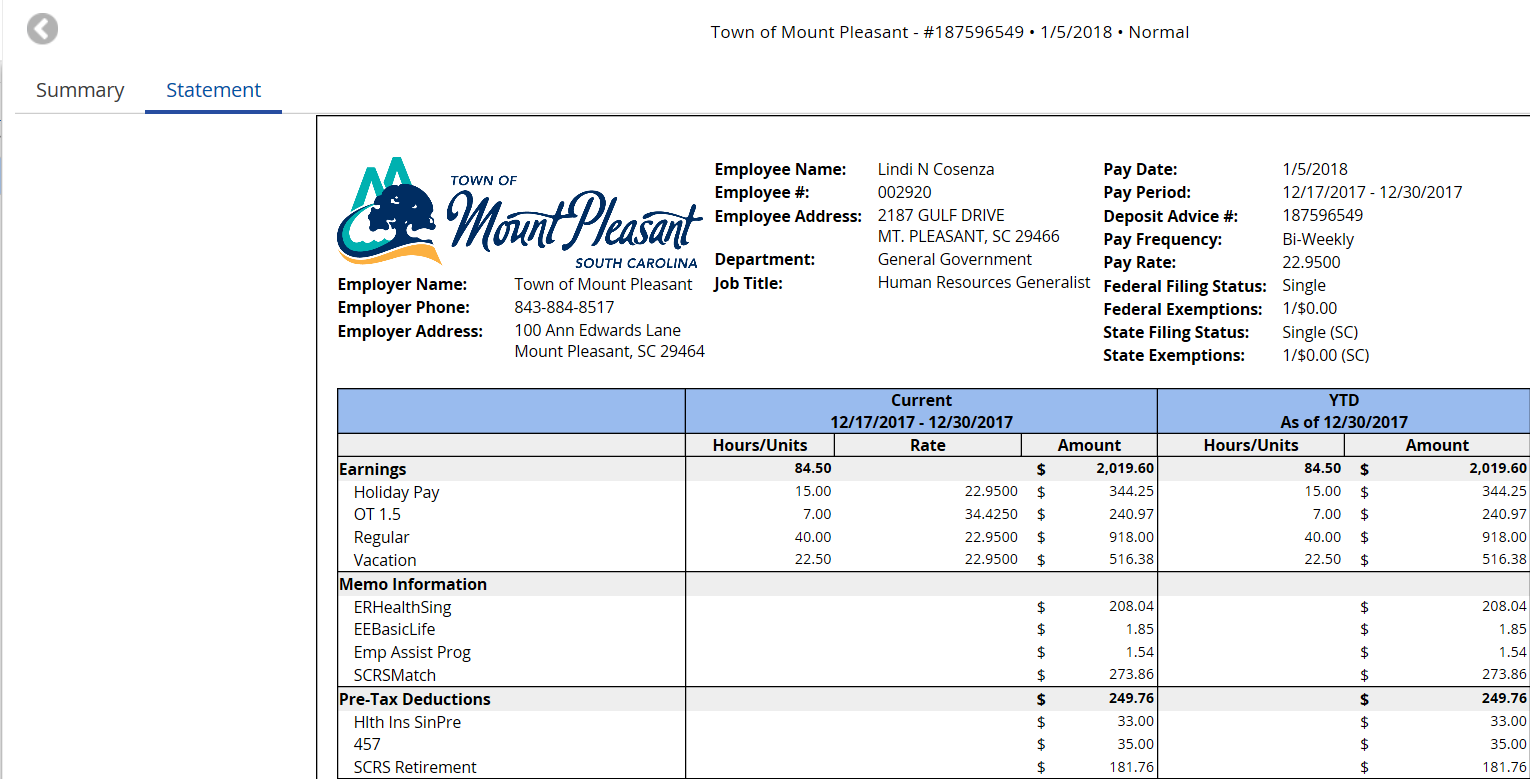 Town of Mount Pleasant - #187596549 • 1/5/2018 • Normal
Summary Statement
TOWN OF
Mount Pleasant
SOUTH CAROLINA
Employer Name: Town of Mount Pleasant
Employer Phone: 843-884-8517
Employer Address: 100 Ann Edwards Lane
Mount Pleasant, SC 29464
Employee Name: Lindi N Cosenza
Employee #: 002920
Employee Address: 2187 GULF DRIVE
MT. PLEASANT, SC 29466
Department: General Government
Job Title: Human Resources Generalist
Pay Date: 1/5/2018
Pay Period: 12/17/2017 - 12/30/2017
Deposit Advice #: 187596549
Pay Frequency: Bi-Weekly
Pay Rate: 22.9500
Federal Filing Status: Single
Federal Exemptions: 1/$0.00
State Filing Status: Single (SC)
State Exemptions: 1/$0.00 (SC)
Current YTD
12/17/2017 - 12/30/2017 As of 12/30/2017
Hours/Units Rate Amount Hours/Units Amount
Earnings 84.50 $ 2,019.60 84.50 $ 2,019.60
Holiday Pay 15.00 22.9500 $ 344.25 15.00 $ 344.25
OT 1.5 7.00 34.4250 $ 240.97 7.00 $ 240.97
Regular 40.00 22.9500 $ 918.00 40.00 $ 918.00
Vacation 22.50 22.9500 $ 516.38 22.50 $ 516.38
Memo Information
ERHealthSing $ 208.04 $ 208.04
EEBasicLife $ 1.85 $ 1.85
Emp Assist Prog $ 1.54 $ 1.54
SCRSMatch $ 273.86 $ 273.86
Pre-Tax Deductions $ 249.76 $ 249.76
Hlth Ins SinPre $ 33.00 $ 33.00
457 $ 35.00 $ 35.00
SCRS Retirement $ 181.76 $ 181.76